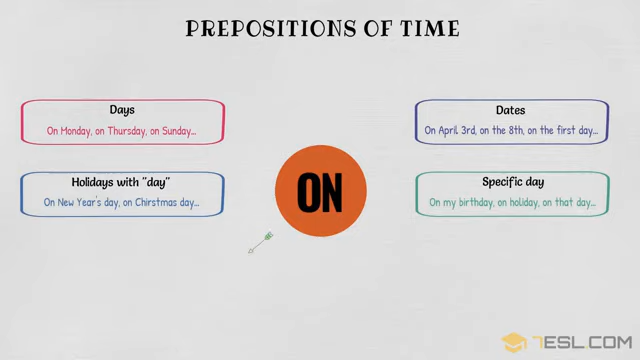 PREPOSITIONS OF TIME
Days
On Monday, on Thursday, on Sunday...
Dates
On April 3rd, on the 8th, on the first day...
Holidays with "day"
On New Year's day, on Chirstmas day...
ON
Specific day
On my birthday, on holiday, on that day...
7ESL.COM